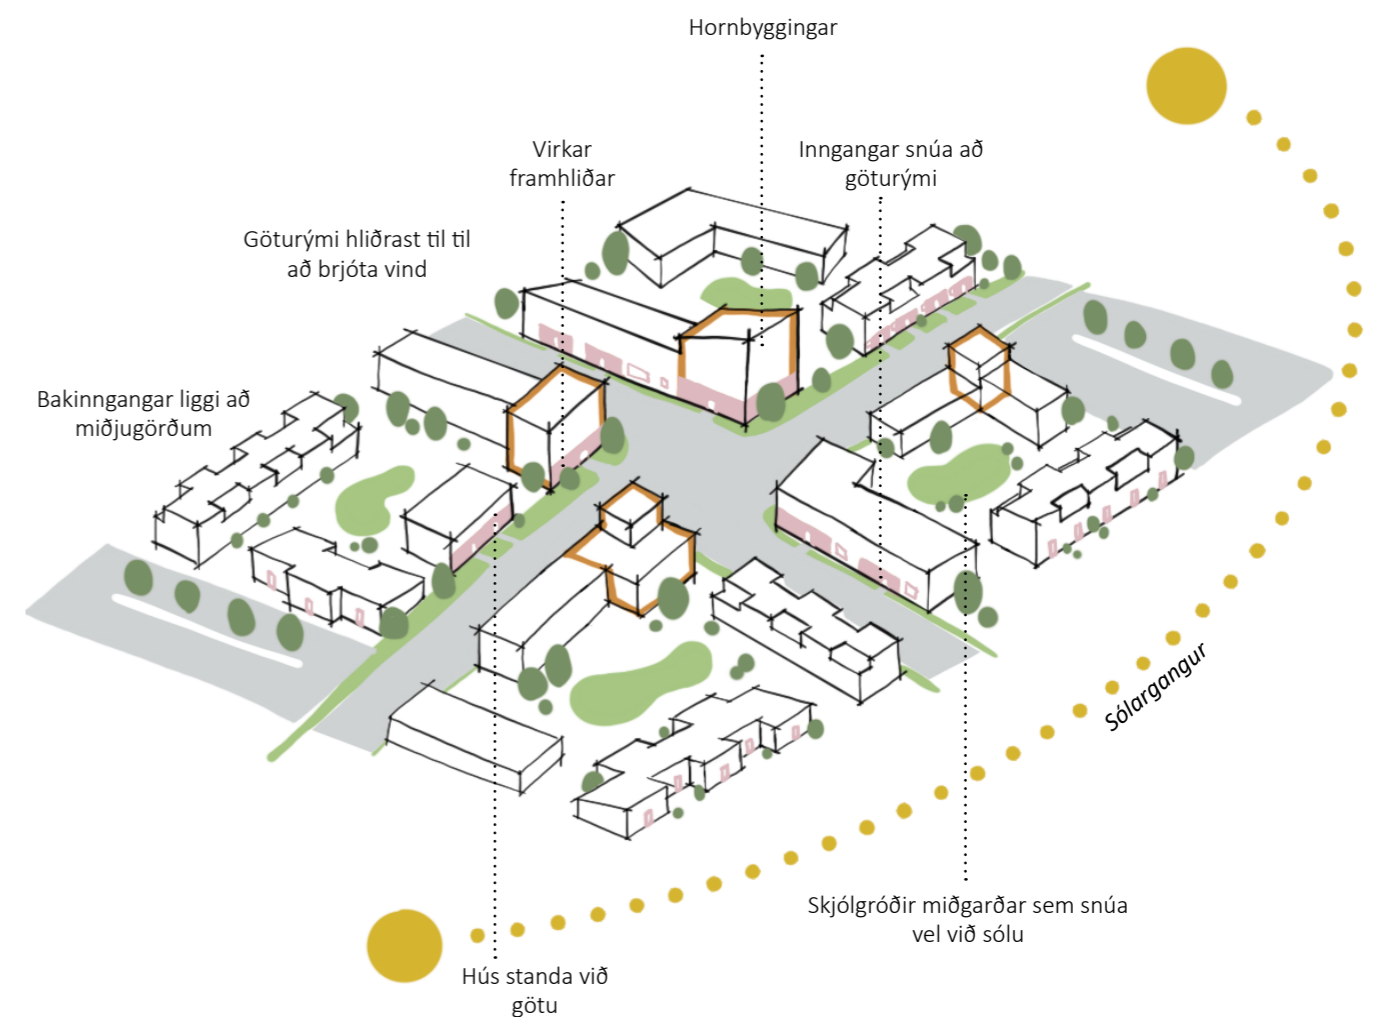 Hornbyggingar
Virkar
framhliðar
Inngangar snúa að
göturými
Göturými hliðrast til til
að brjóta vind
Bakinngangar liggi að
miðjugörðum
Sólargangur
Skjólgróðir miðgarðar sem snúa
vel við sólu
Hús standa við
götu